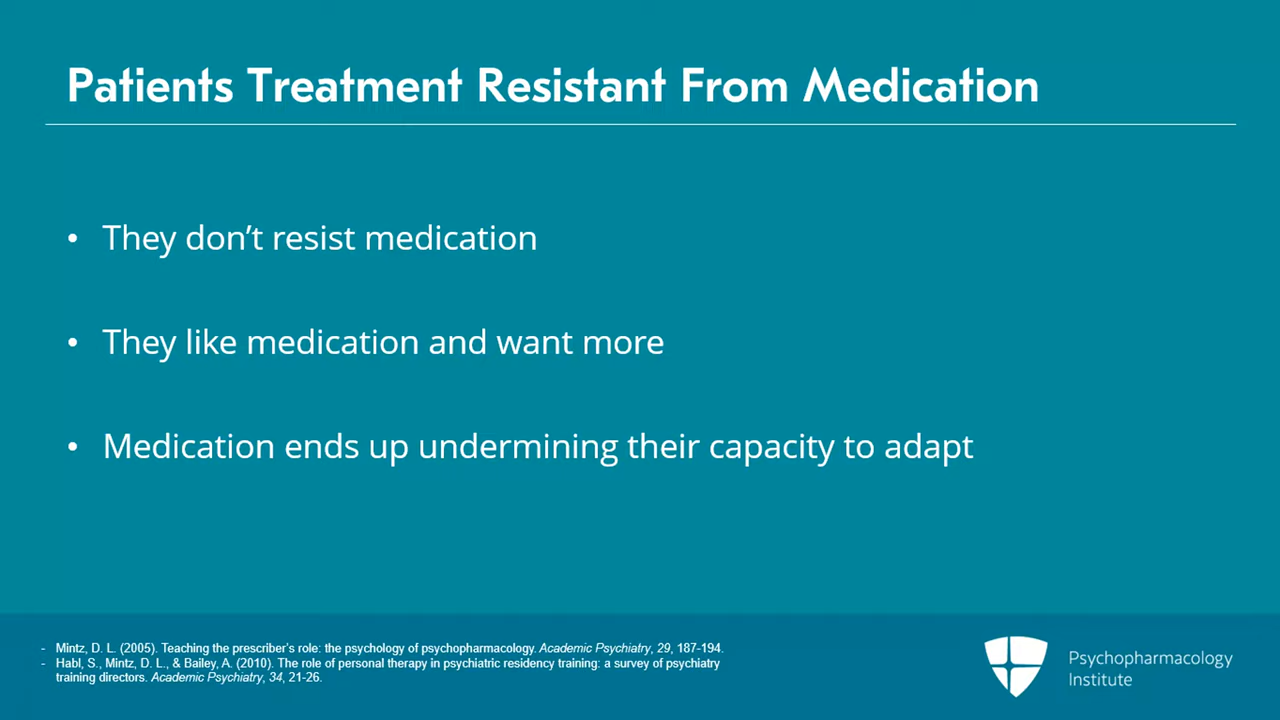 Patients Treatment Resistant From Medication
• They don’t resist medication
• They like medication and want more
• Medication ends up undermining their capacity to adapt
- Mintz, D. L. (2005). Teaching the prescriber’s role: the psychology of psychopharmacology. Academic Psychiatry, 29, 187-194.
- Habl, S., Mintz, D. L., & Bailey, A. (2010). The role of personal therapy in psychiatric residency training: a survey of psychiatry
training directors. Academic Psychiatry, 34, 21-26.
Psychopharmacology
Institute